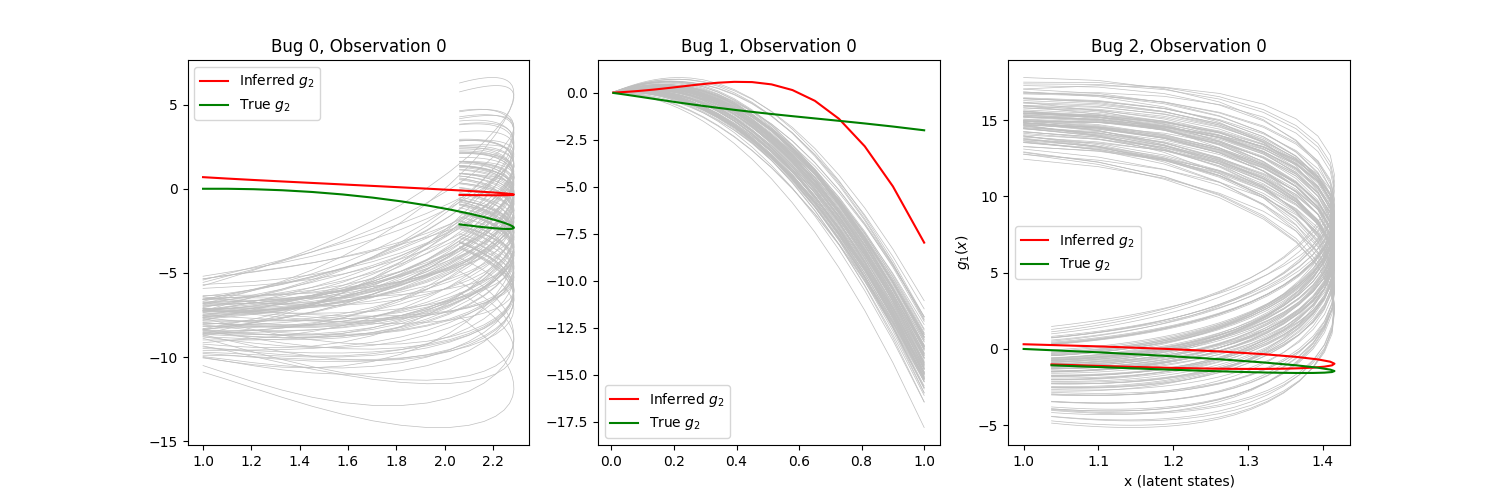 Bug 0, Observation 0
Inferred g₂
True g₂
5
0
−5
−10
−15
1.0 1.2 1.4 1.6 1.8 2.0 2.2
Bug 1, Observation 0
0.0
−2.5
−5.0
−7.5
−10.0
−12.5
−15.0
−17.5
Inferred g₂
True g₂
0.0 0.2 0.4 0.6 0.8 1.0
Bug 2, Observation 0
g₁(x)
15
10
5
0
−5
Inferred g₂
True g₂
1.0 1.1 1.2 1.3 1.4
x (latent states)